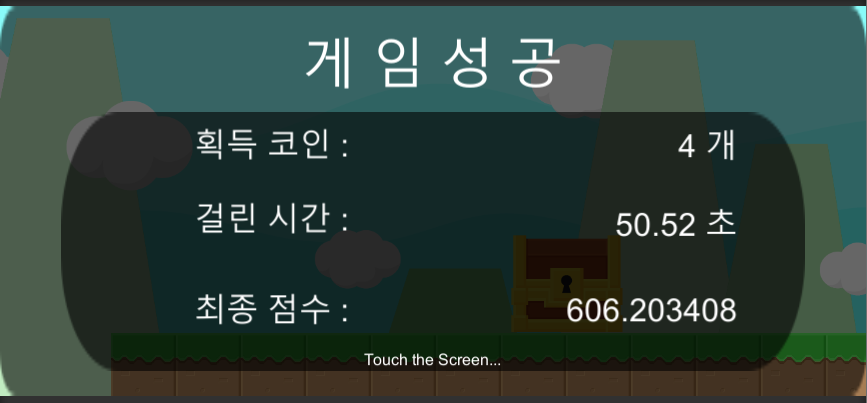 게임성공
획득 코인 : 4 개
걸린 시간 : 50.52 초
최종 점수 : 606.203408
Touch the Screen...